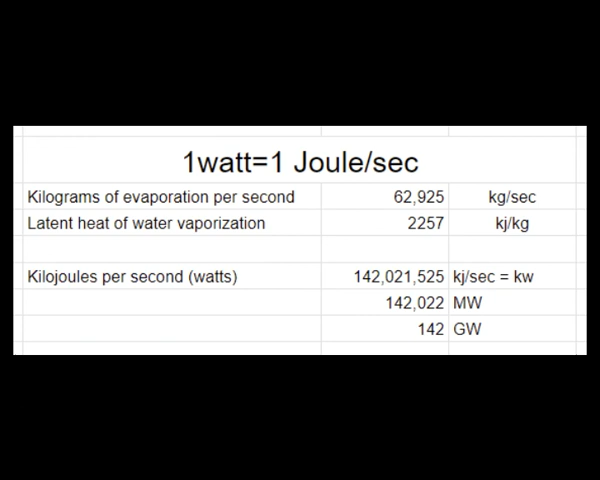 1watt=1 Joule/sec
Kilograms of evaporation per second 62,925 kg/sec
Latent heat of water vaporization 2257 kj/kg
Kilojoules per second (watts) 142,021,525 kj/sec = kw
142,022 MW
142 GW